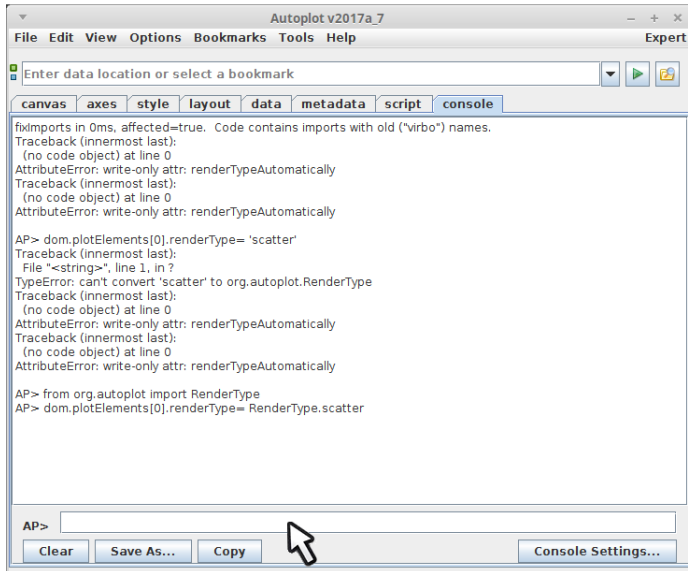 Autoplot v2017a_7
File Edit View Options Bookmarks Tools Help Expert
Enter data location or select a bookmark
canvas axes style layout data metadata script console
fixImports in 0ms, affected=true.  Code contains imports with old ("virbo") names.
Traceback (innermost last):
  (no code object) at line 0
AttributeError: write-only attr: renderTypeAutomatically
Traceback (innermost last):
  (no code object) at line 0
AttributeError: write-only attr: renderTypeAutomatically
AP> dom.plotElements[0].renderType= 'scatter'
Traceback (innermost last):
  File "<string>", line 1, in ?
TypeError: can't convert 'scatter' to org.autoplot.RenderType
Traceback (innermost last):
  (no code object) at line 0
AttributeError: write-only attr: renderTypeAutomatically
Traceback (innermost last):
  (no code object) at line 0
AttributeError: write-only attr: renderTypeAutomatically
AP> from org.autoplot import RenderType
AP> dom.plotElements[0].renderType= RenderType.scatter
AP>
Clear Save As... Copy Console Settings...